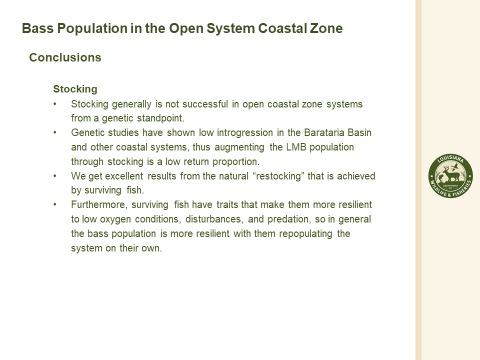 Bass Population in the Open System Coastal Zone
Conclusions
Stocking
• Stocking generally is not successful in open coastal zone systems
from a genetic standpoint.
• Genetic studies have shown low introgression in the Barataria Basin
and other coastal systems, thus augmenting the LMB population
through stocking is a low return proportion.
• We get excellent results from the natural “restocking” that is achieved
by surviving fish.
• Furthermore, surviving fish have traits that make them more resilient
to low oxygen conditions, disturbances, and predation, so in general
the bass population is more resilient with them repopulating the
system on their own.
LOUISIANA
WILDLIFE & FISHERIES